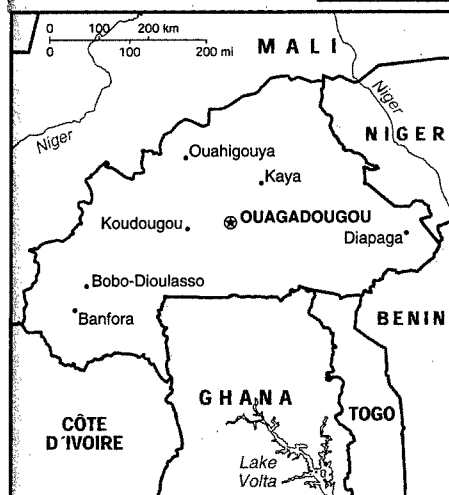 0 100 200 km
0 100 200 mi
MALI
Niger
Niger
NIGER
Ouahigouya
Kaya
Koudougou
OUAGADOUGOU
Diapaga
Bobo-Dioulasso
Banfora
BENIN
GHANA
TOGO
CÔTE
D'IVOIRE
Lake
Volta